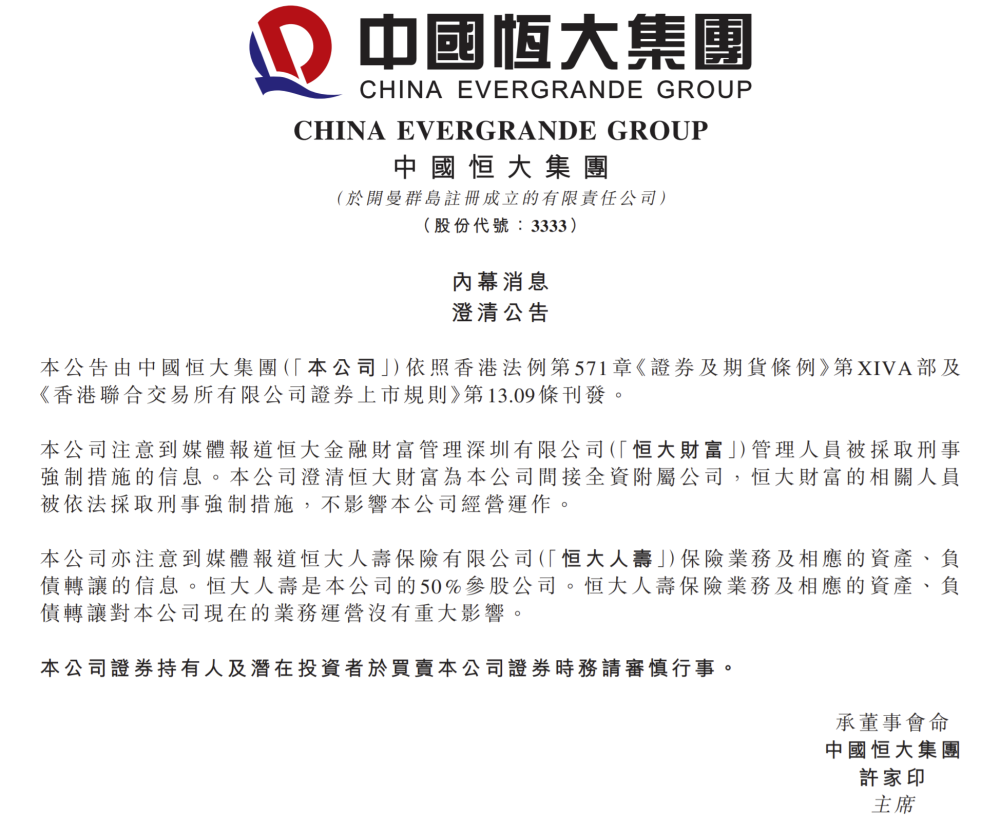 中國恆大集團
CHINA EVERGRANDE GROUP
CHINA EVERGRANDE GROUP
中國恒大集團
（於開曼群島註冊成立的有限責任公司）
（股份代號：3333）
內幕消息
澄清公告
本公告由中國恒大集團(「本公司」)依照香港法例第571章《證券及期貨條例》第XIVA部及
《香港聯合交易所有限公司證券上市規則》第13.09條刊發。
本公司注意到媒體報道恒大金融財富管理深圳有限公司(「恒大財富」)管理人員被採取刑事
強制措施的信息。本公司澄清恒大財富為本公司間接全資附屬公司，恒大財富的相關人員
被依法採取刑事強制措施，不影響本公司經營運作。
本公司亦注意到媒體報道恒大人壽保險有限公司(「恒大人壽」)保險業務及相應的資產、負
債轉讓的信息。恒大人壽是本公司的50%參股公司。恒大人壽保險業務及相應的資產、負
債轉讓對本公司現在的業務運營沒有重大影響。
本公司證券持有人及潛在投資者於買賣本公司證券時務請審慎行事。
承董事會命
中國恒大集團
許家印
主席